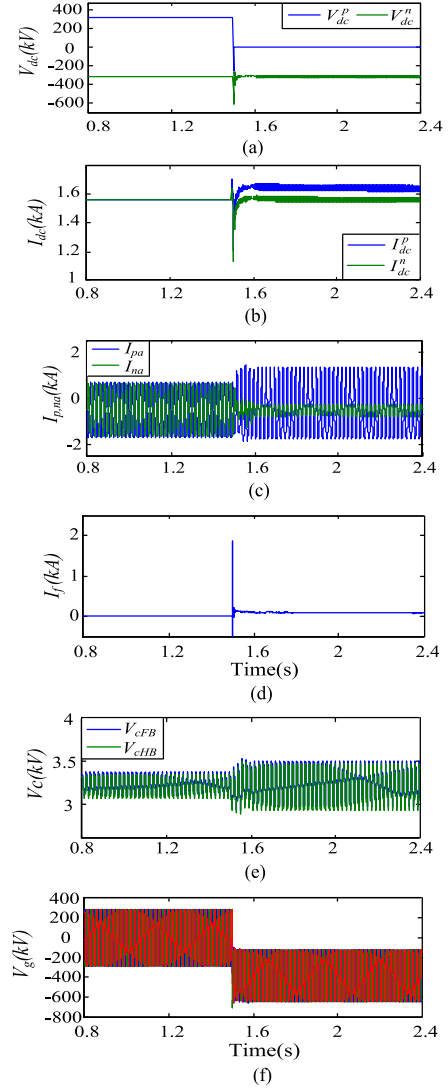 V_dc(kV)
400
200
0
-200
-400
-600
V_dc^p V_dc^n
0.8 1.2 1.6 2 2.4
(a)
I_dc(kA)
1.6
1.4
1.2
1
I_dc^p
I_dc^n
0.8 1.2 1.6 2 2.4
(b)
I_p,na(kA)
2
0
-2
I_pa
I_na
0.8 1.2 1.6 2 2.4
(c)
I_f(kA)
2
1
0
0.8 1.2 1.6 2 2.4
Time(s)
(d)
Vc(kV)
4
3.5
3
V_cFB
V_cHB
0.8 1.2 1.6 2 2.4
(e)
V_g(kV)
400
200
0
-200
-400
-600
-800
0.8 1.2 1.6 2 2.4
Time(s)
(f)